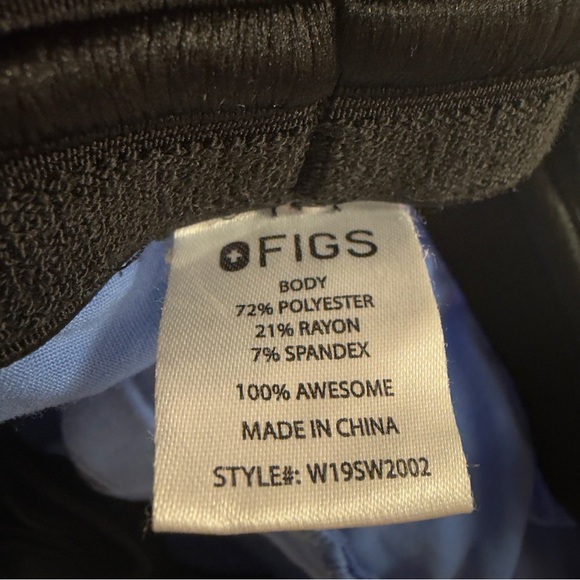 FIGS
BODY
72% POLYESTER
21% RAYON
7% SPANDEX
100% AWESOME
MADE IN CHINA
STYLE#: W19SW2002